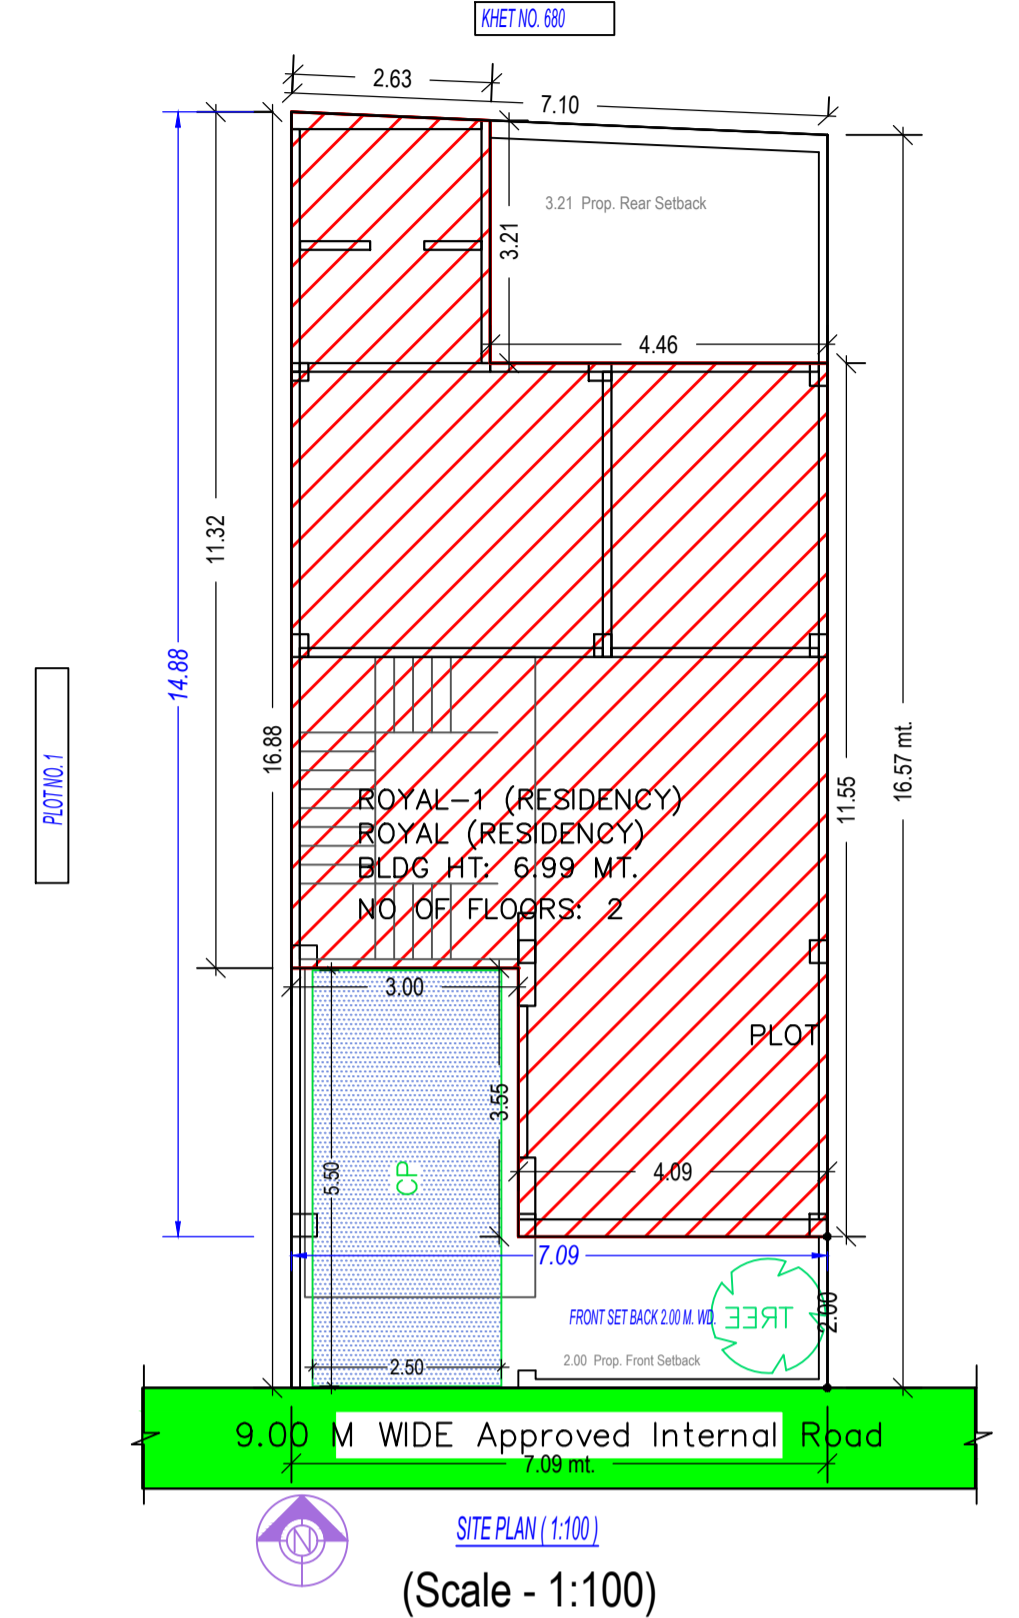 KHET NO. 680
2.63
7.10
3.21 Prop. Rear Setback
3.21
4.46
11.32
14.88
16.88
16.57 mt.
11.55
PLOT NO. 1
ROYAL-1 (RESIDENCY)
ROYAL (RESIDENCY)
BLDG HT: 6.99 MT.
NO OF FLOORS: 2
3.00
PLOT
3.55
5.50
CP
4.09
7.09
FRONT SET BACK 2.00 M. WD.
TREE
2.00
2.00 Prop. Front Setback
2.50
9.00 M WIDE Approved Internal Road
7.09 mt.
N
SITE PLAN ( 1:100 )
(Scale - 1:100)